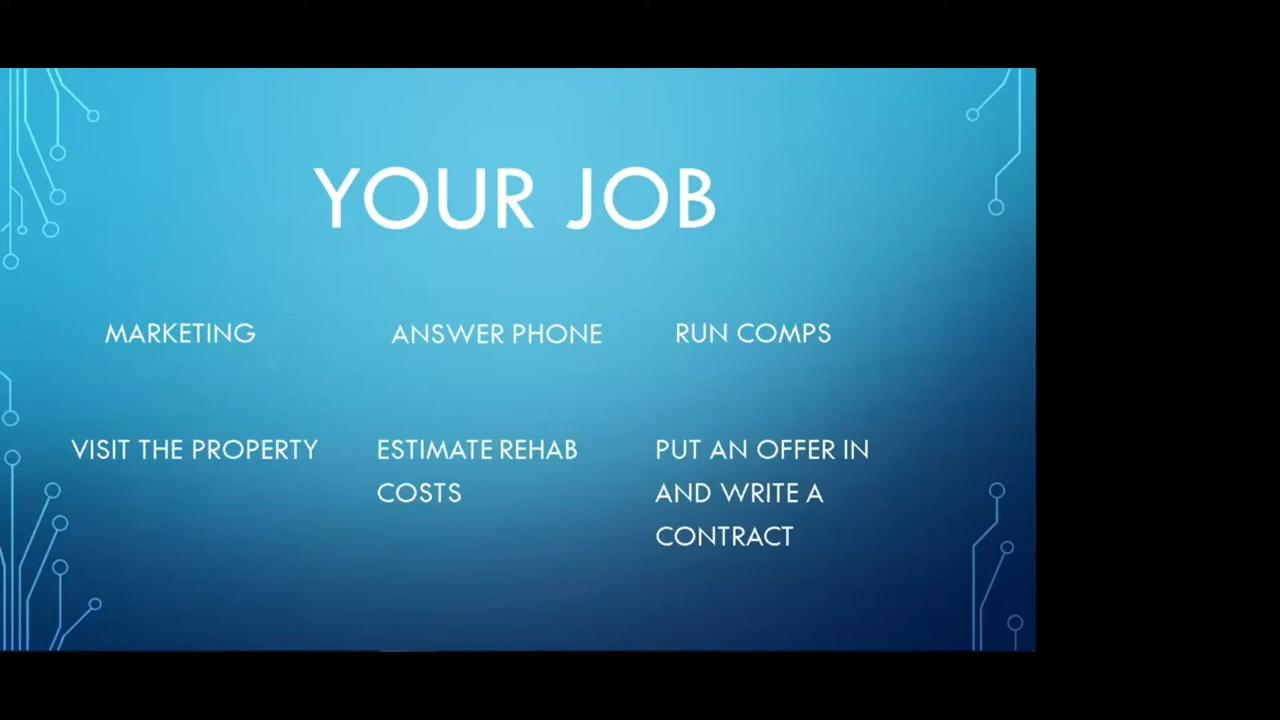 YOUR JOB
MARKETING
ANSWER PHONE
RUN COMPS
VISIT THE PROPERTY
ESTIMATE REHAB
COSTS
PUT AN OFFER IN
AND WRITE A
CONTRACT